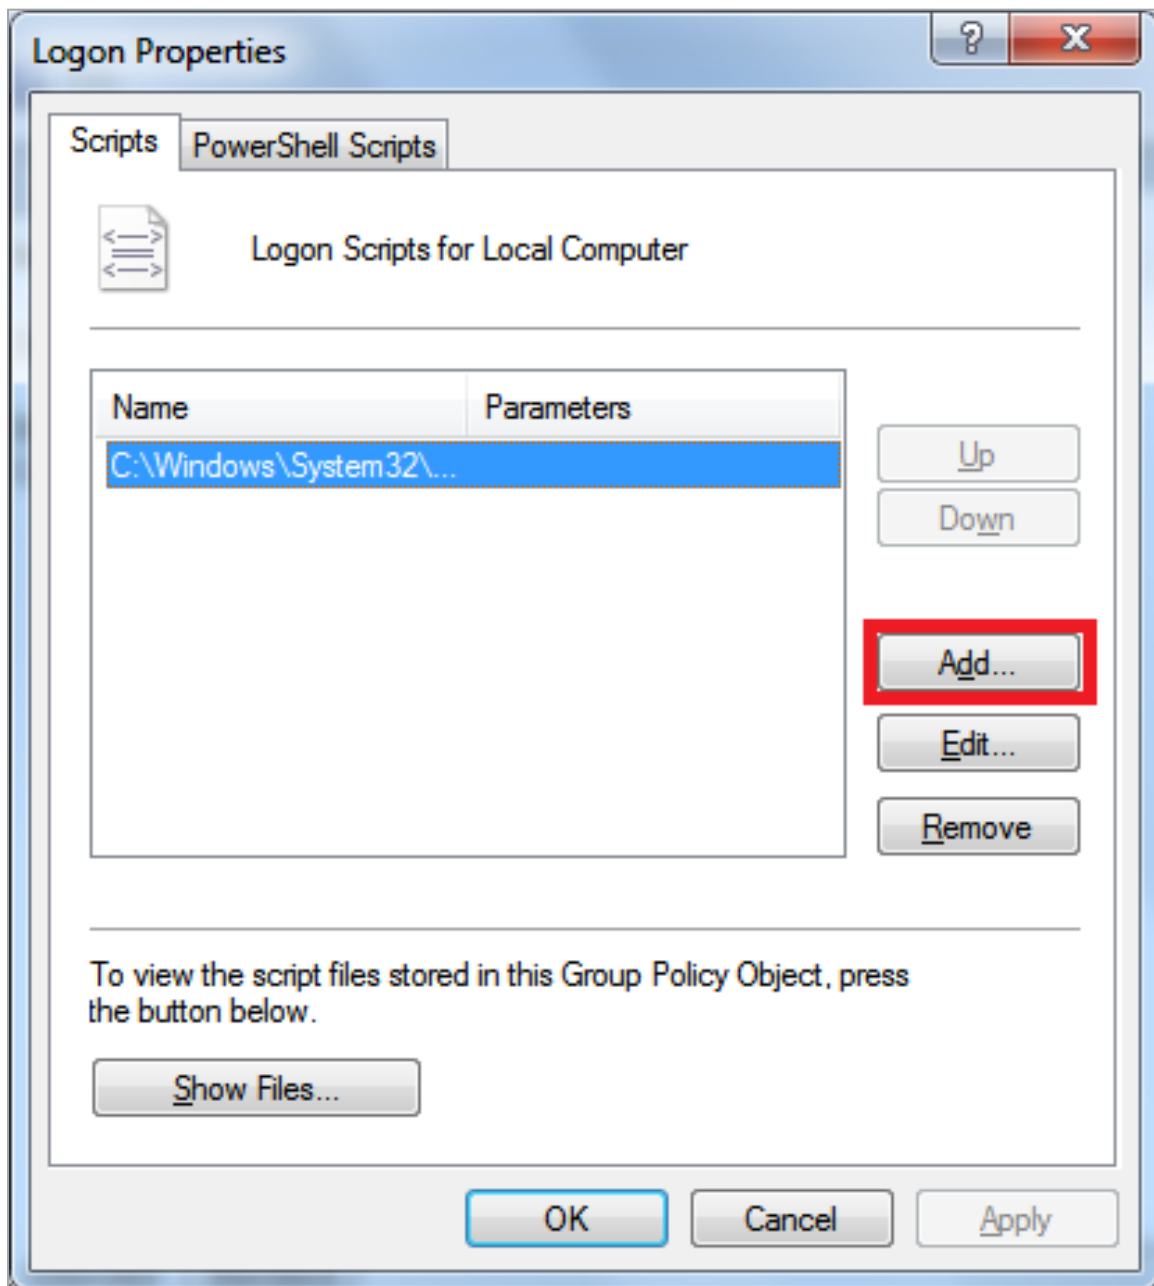 Logon Properties
Scripts
PowerShell Scripts
Logon Scripts for Local Computer
Name Parameters
C:\Windows\System32\...
Up
Down
Add...
Edit...
Remove
To view the script files stored in this Group Policy Object, press
the button below.
Show Files...
OK Cancel Apply